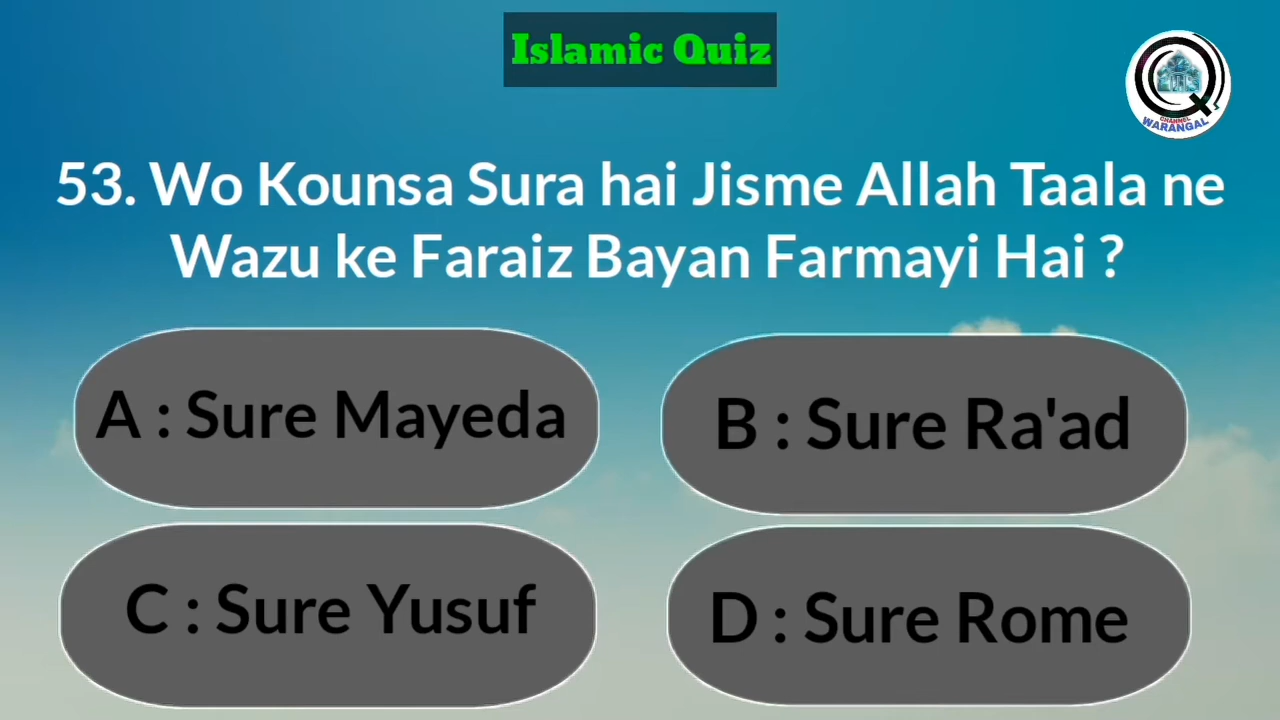 Islamic Quiz
CHANNEL
WARANGAL
53. Wo Kounsa Sura hai Jisme Allah Taala ne
Wazu ke Faraiz Bayan Farmayi Hai ?
A : Sure Mayeda
B : Sure Ra'ad
C : Sure Yusuf
D : Sure Rome